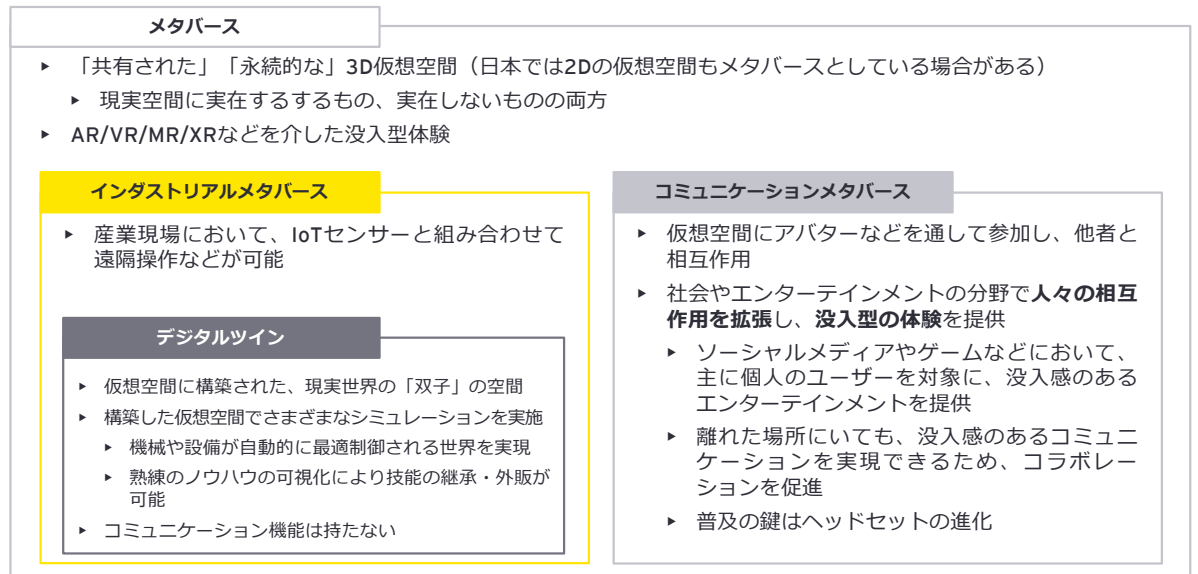 メタバース
▶ 「共有された」「永続的な」3D仮想空間（日本では2Dの仮想空間もメタバースとしている場合がある）
▶ 現実空間に実在するするもの、実在しないものの両方
▶ AR/VR/MR/XRなどを介した没入型体験
インダストリアルメタバース
▶ 産業現場において、IoTセンサーと組み合わせて
遠隔操作などが可能
デジタルツイン
▶ 仮想空間に構築された、現実世界の「双子」の空間
▶ 構築した仮想空間でさまざまなシミュレーションを実施
▶ 機械や設備が自動的に最適制御される世界を実現
▶ 熟練のノウハウの可視化により技能の継承・外販が
可能
▶ コミュニケーション機能は持たない
コミュニケーションメタバース
▶ 仮想空間にアバターなどを通して参加し、他者と
相互作用
▶ 社会やエンターテインメントの分野で人々の相互
作用を拡張し、没入型の体験を提供
▶ ソーシャルメディアやゲームなどにおいて、
主に個人のユーザーを対象に、没入感のある
エンターテインメントを提供
▶ 離れた場所にいても、没入感のあるコミュニ
ケーションを実現できるため、コラボレー
ションを促進
▶ 普及の鍵はヘッドセットの進化